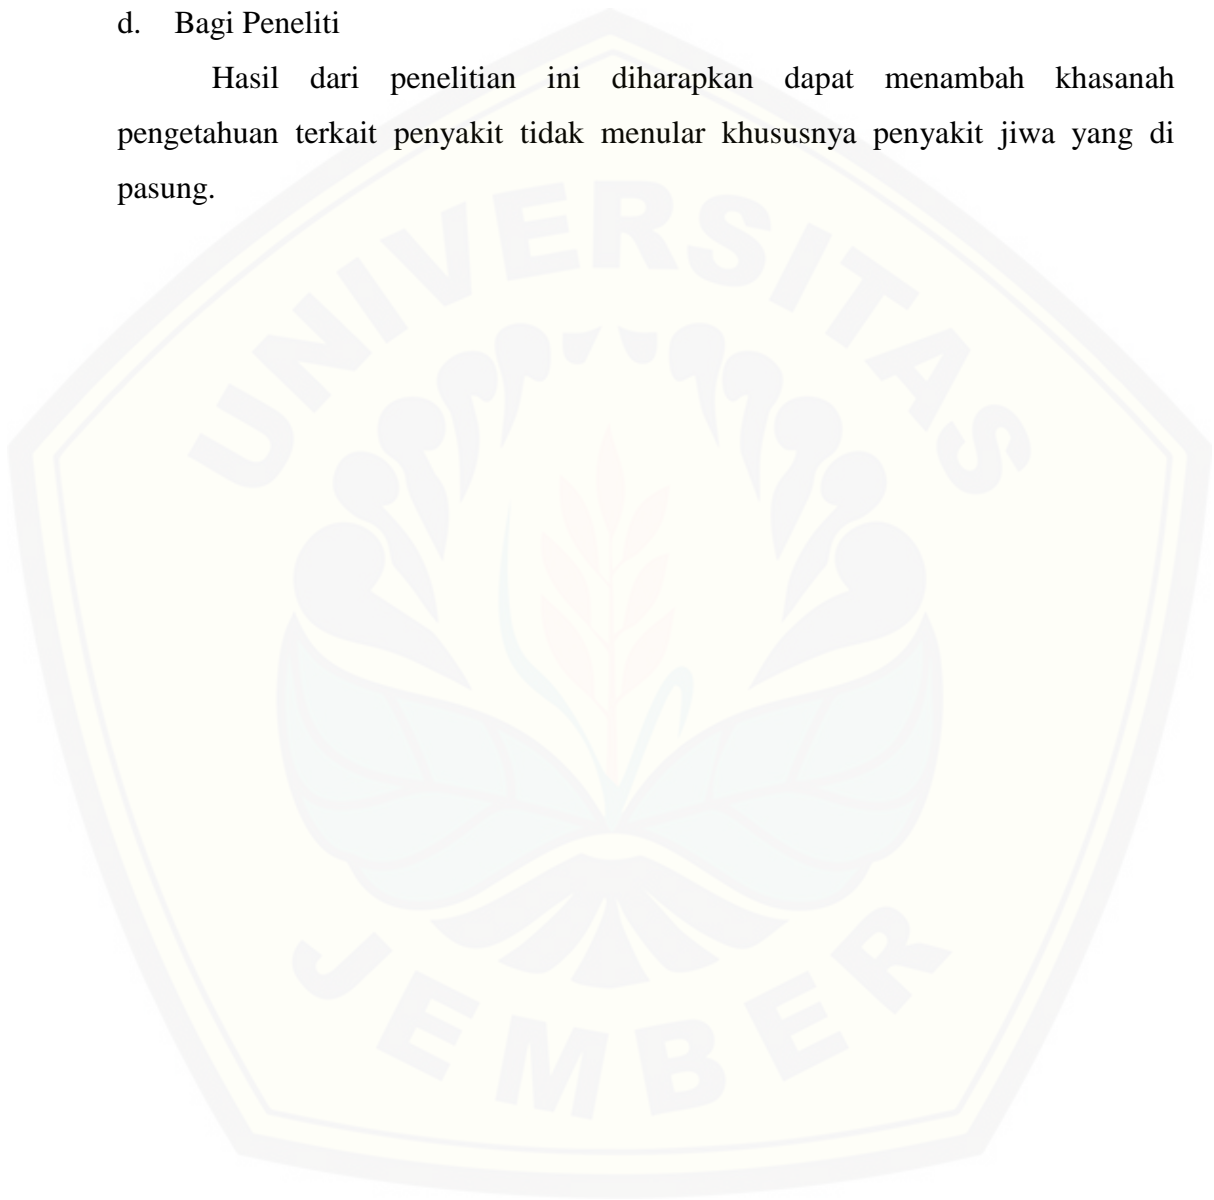 d. Bagi Peneliti
Hasil dari penelitian ini diharapkan dapat menambah khasanah
pengetahuan terkait penyakit tidak menular khususnya penyakit jiwa yang di
pasung.
UNIVERSITAS
JEMBER